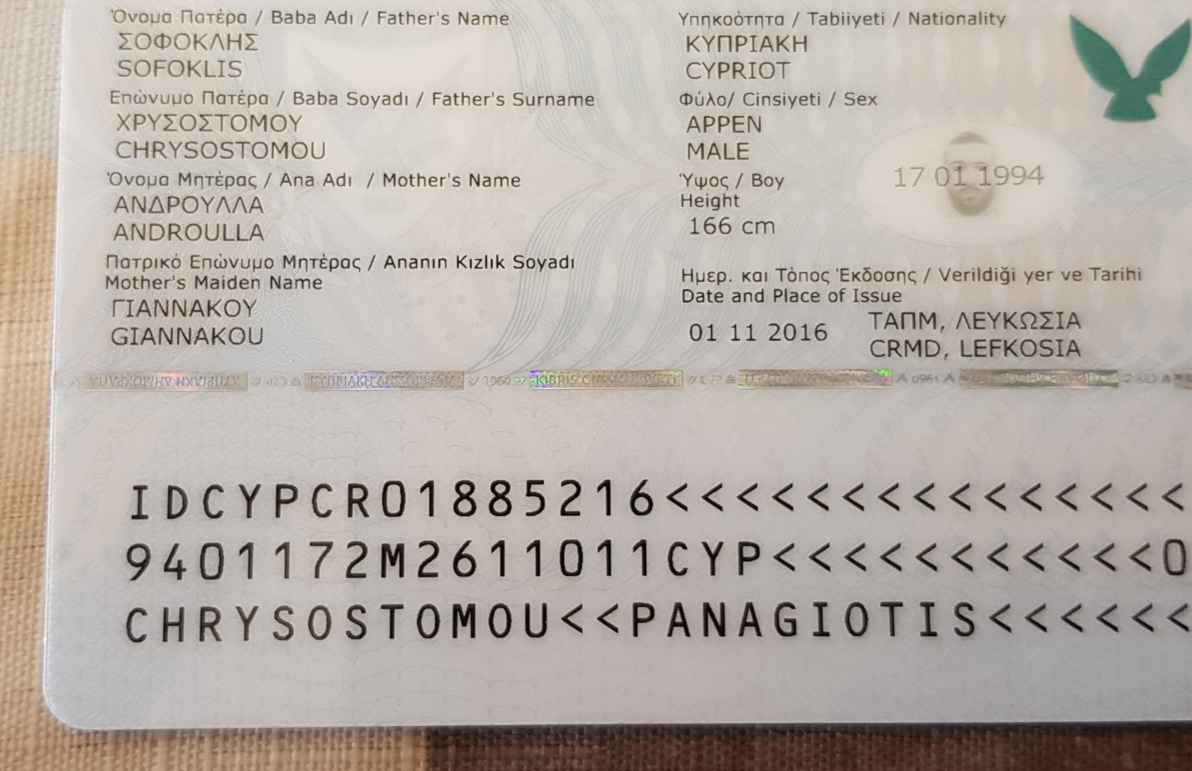 Όνομα Πατέρα / Baba Adı / Father's Name
ΣΟΦΟΚΛΗΣ
SOFOKLIS
Επώνυμο Πατέρα / Baba Soyadı / Father's Surname
ΧΡΥΣΟΣΤΟΜΟΥ
CHRYSOSTOMOU
Όνομα Μητέρας / Ana Adı / Mother's Name
ΑΝΔΡΟΥΛΛΑ
ANDROULLA
Πατρικό Επώνυμο Μητέρας / Ananın Kızlık Soyadı
Mother's Maiden Name
ΓΙΑΝΝΑΚΟΥ
GIANNAKOU
Υπηκοότητα / Tabiiyeti / Nationality
ΚΥΠΡΙΑΚΗ
CYPRIOT
Φύλο/ Cinsiyeti / Sex
ΑΡΡΕΝ
MALE
Ύψος / Boy
Height
166 cm
17 01 1994
Ημερ. και Τόπος Έκδοσης / Verildiği yer ve Tarihi
Date and Place of Issue
01 11 2016
ΤΑΠΜ, ΛΕΥΚΩΣΙΑ
CRMD, LEFKOSIA
IDCYPCR01885216<<<<<<<<<<<<<<<
9401172M2611011CYP<<<<<<<<<<<0
CHRYSOSTOMOU<<PANAGIOTIS<<<<<<